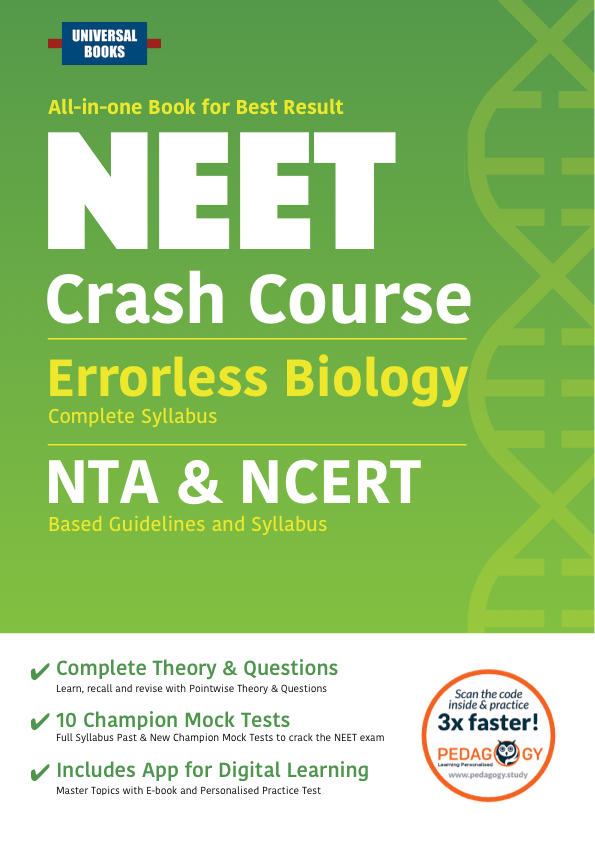 UNIVERSAL
BOOKS
All-in-one Book for Best Result
NEET
Crash Course
Errorless Biology
Complete Syllabus
NTA & NCERT
Based Guidelines and Syllabus
✔ Complete Theory & Questions
Learn, recall and revise with Pointwise Theory & Questions
✔ 10 Champion Mock Tests
Full Syllabus Past & New Champion Mock Tests to crack the NEET exam
✔ Includes App for Digital Learning
Master Topics with E-book and Personalised Practice Test
Scan the code
inside & practice
3x faster!
PEDAGOGY
Learning Personalised
www.pedagogy.study